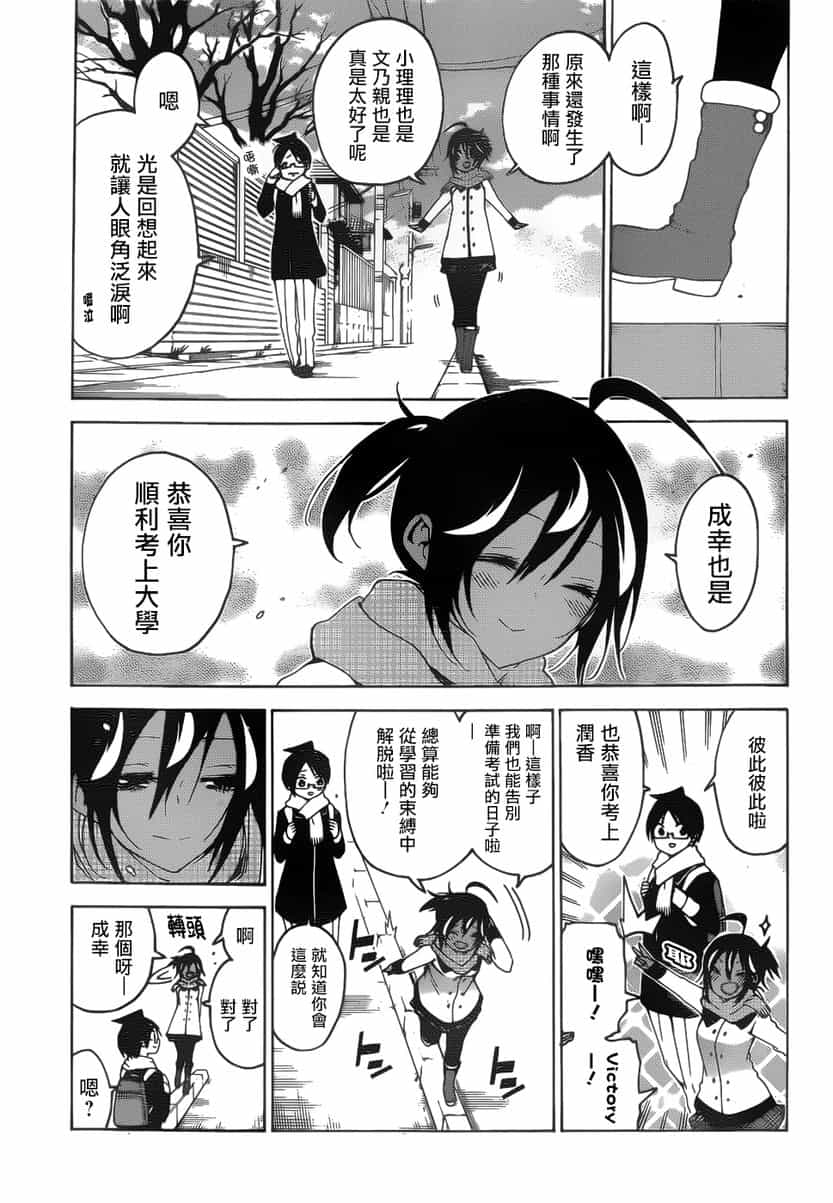 這樣啊—
原來還發生了
那種事情啊
小理理也是
文乃親也是
真是太好了呢
嗯
唔嘶
光是回想起來
就讓人眼角泛淚啊
成幸也是
恭喜你
順利考上大學
彼此彼此啦
也恭喜你考上
潤香
嘿嘿—！
Victory
—！
啊—這樣子
我們也能告別
準備考試的日子啦
—
總算能夠
從學習的束縛中
解脫啦—！
就知道你會
這麼說
啊
對了
對了
轉頭
那個呀—
成幸
嗯？